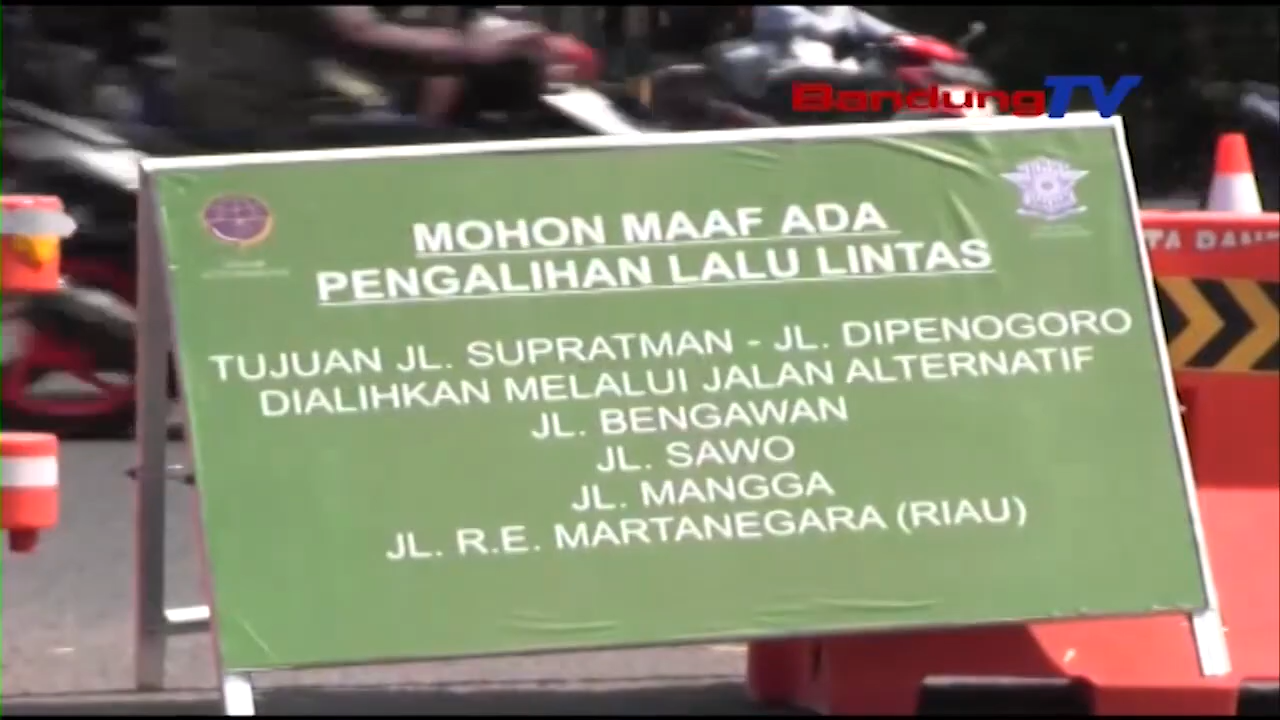 BandungTV
MOHON MAAF ADA
PENGALIHAN LALU LINTAS
TUJUAN JL. SUPRATMAN - JL. DIPENOGORO
DIALIHKAN MELALUI JALAN ALTERNATIF
JL. BENGAWAN
JL. SAWO
JL. MANGGA
JL. R.E. MARTANEGARA (RIAU)